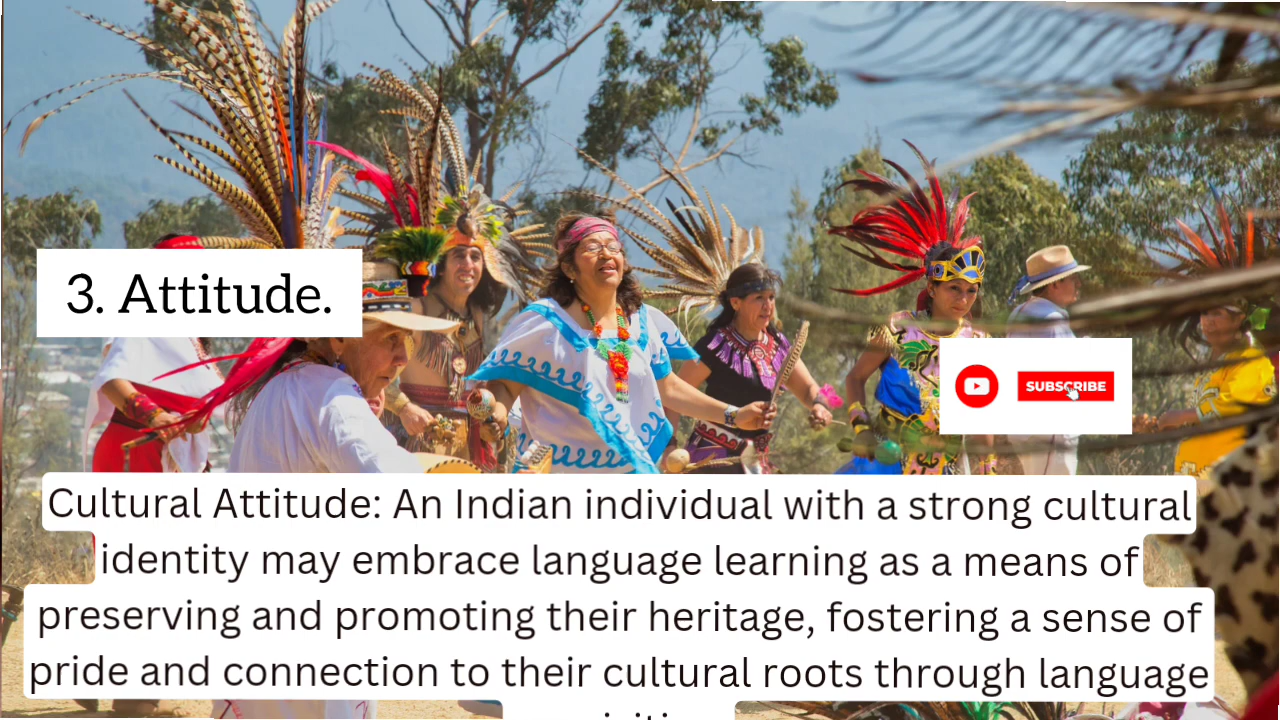 3. Attitude.
SUBSCRIBE
Cultural Attitude: An Indian individual with a strong cultural
identity may embrace language learning as a means of
preserving and promoting their heritage, fostering a sense of
pride and connection to their cultural roots through language